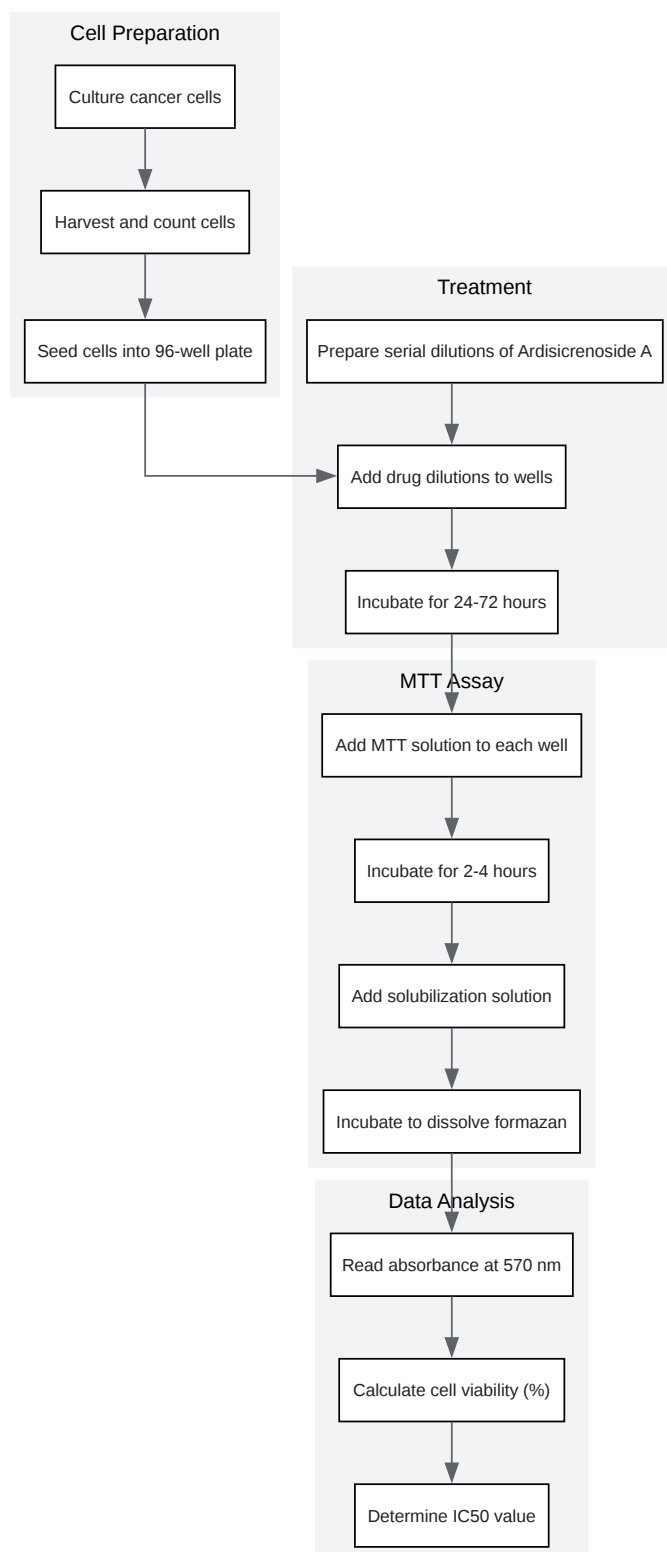 Cell Preparation
Culture cancer cells
Harvest and count cells
Seed cells into 96-well plate
Treatment
Prepare serial dilutions of Ardisicrenoside A
Add drug dilutions to wells
Incubate for 24-72 hours
MTT Assay
Add MTT solution to each well
Incubate for 2-4 hours
Add solubilization solution
Incubate to dissolve formazan
Data Analysis
Read absorbance at 570 nm
Calculate cell viability (%)
Determine IC50 value